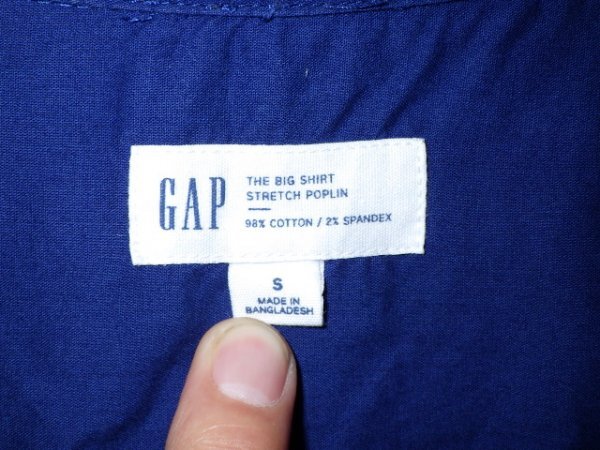 GAP
THE BIG SHIRT
STRETCH POPLIN
98% COTTON / 2% SPANDEX
S
MADE IN
BANGLADESH